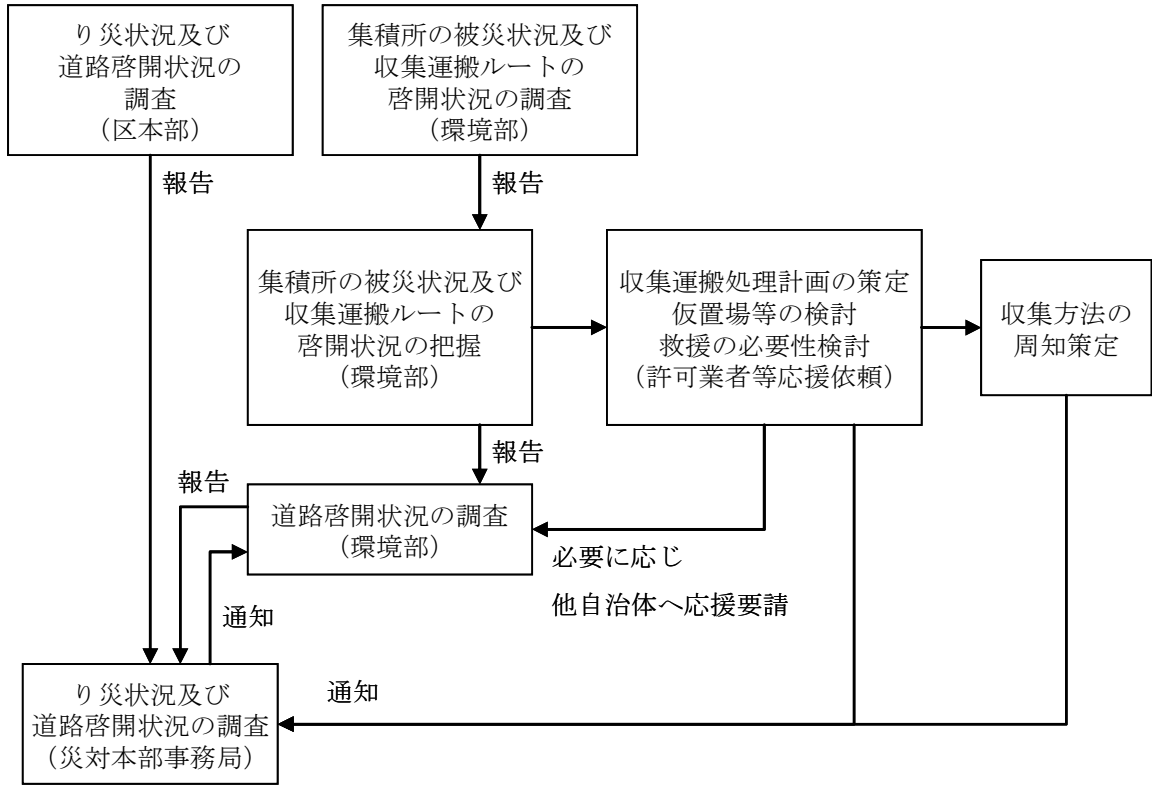 り災状況及び
道路啓開状況の
調査
（区本部）
集積所の被災状況及び
収集運搬ルートの
啓開状況の調査
（環境部）
報告
報告
集積所の被災状況及び
収集運搬ルートの
啓開状況の把握
（環境部）
収集運搬処理計画の策定
仮置場等の検討
救援の必要性検討
（許可業者等応援依頼）
収集方法の
周知策定
報告
報告
道路啓開状況の調査
（環境部）
必要に応じ
他自治体へ応援要請
通知
り災状況及び
道路啓開状況の調査
（災対本部事務局）
通知